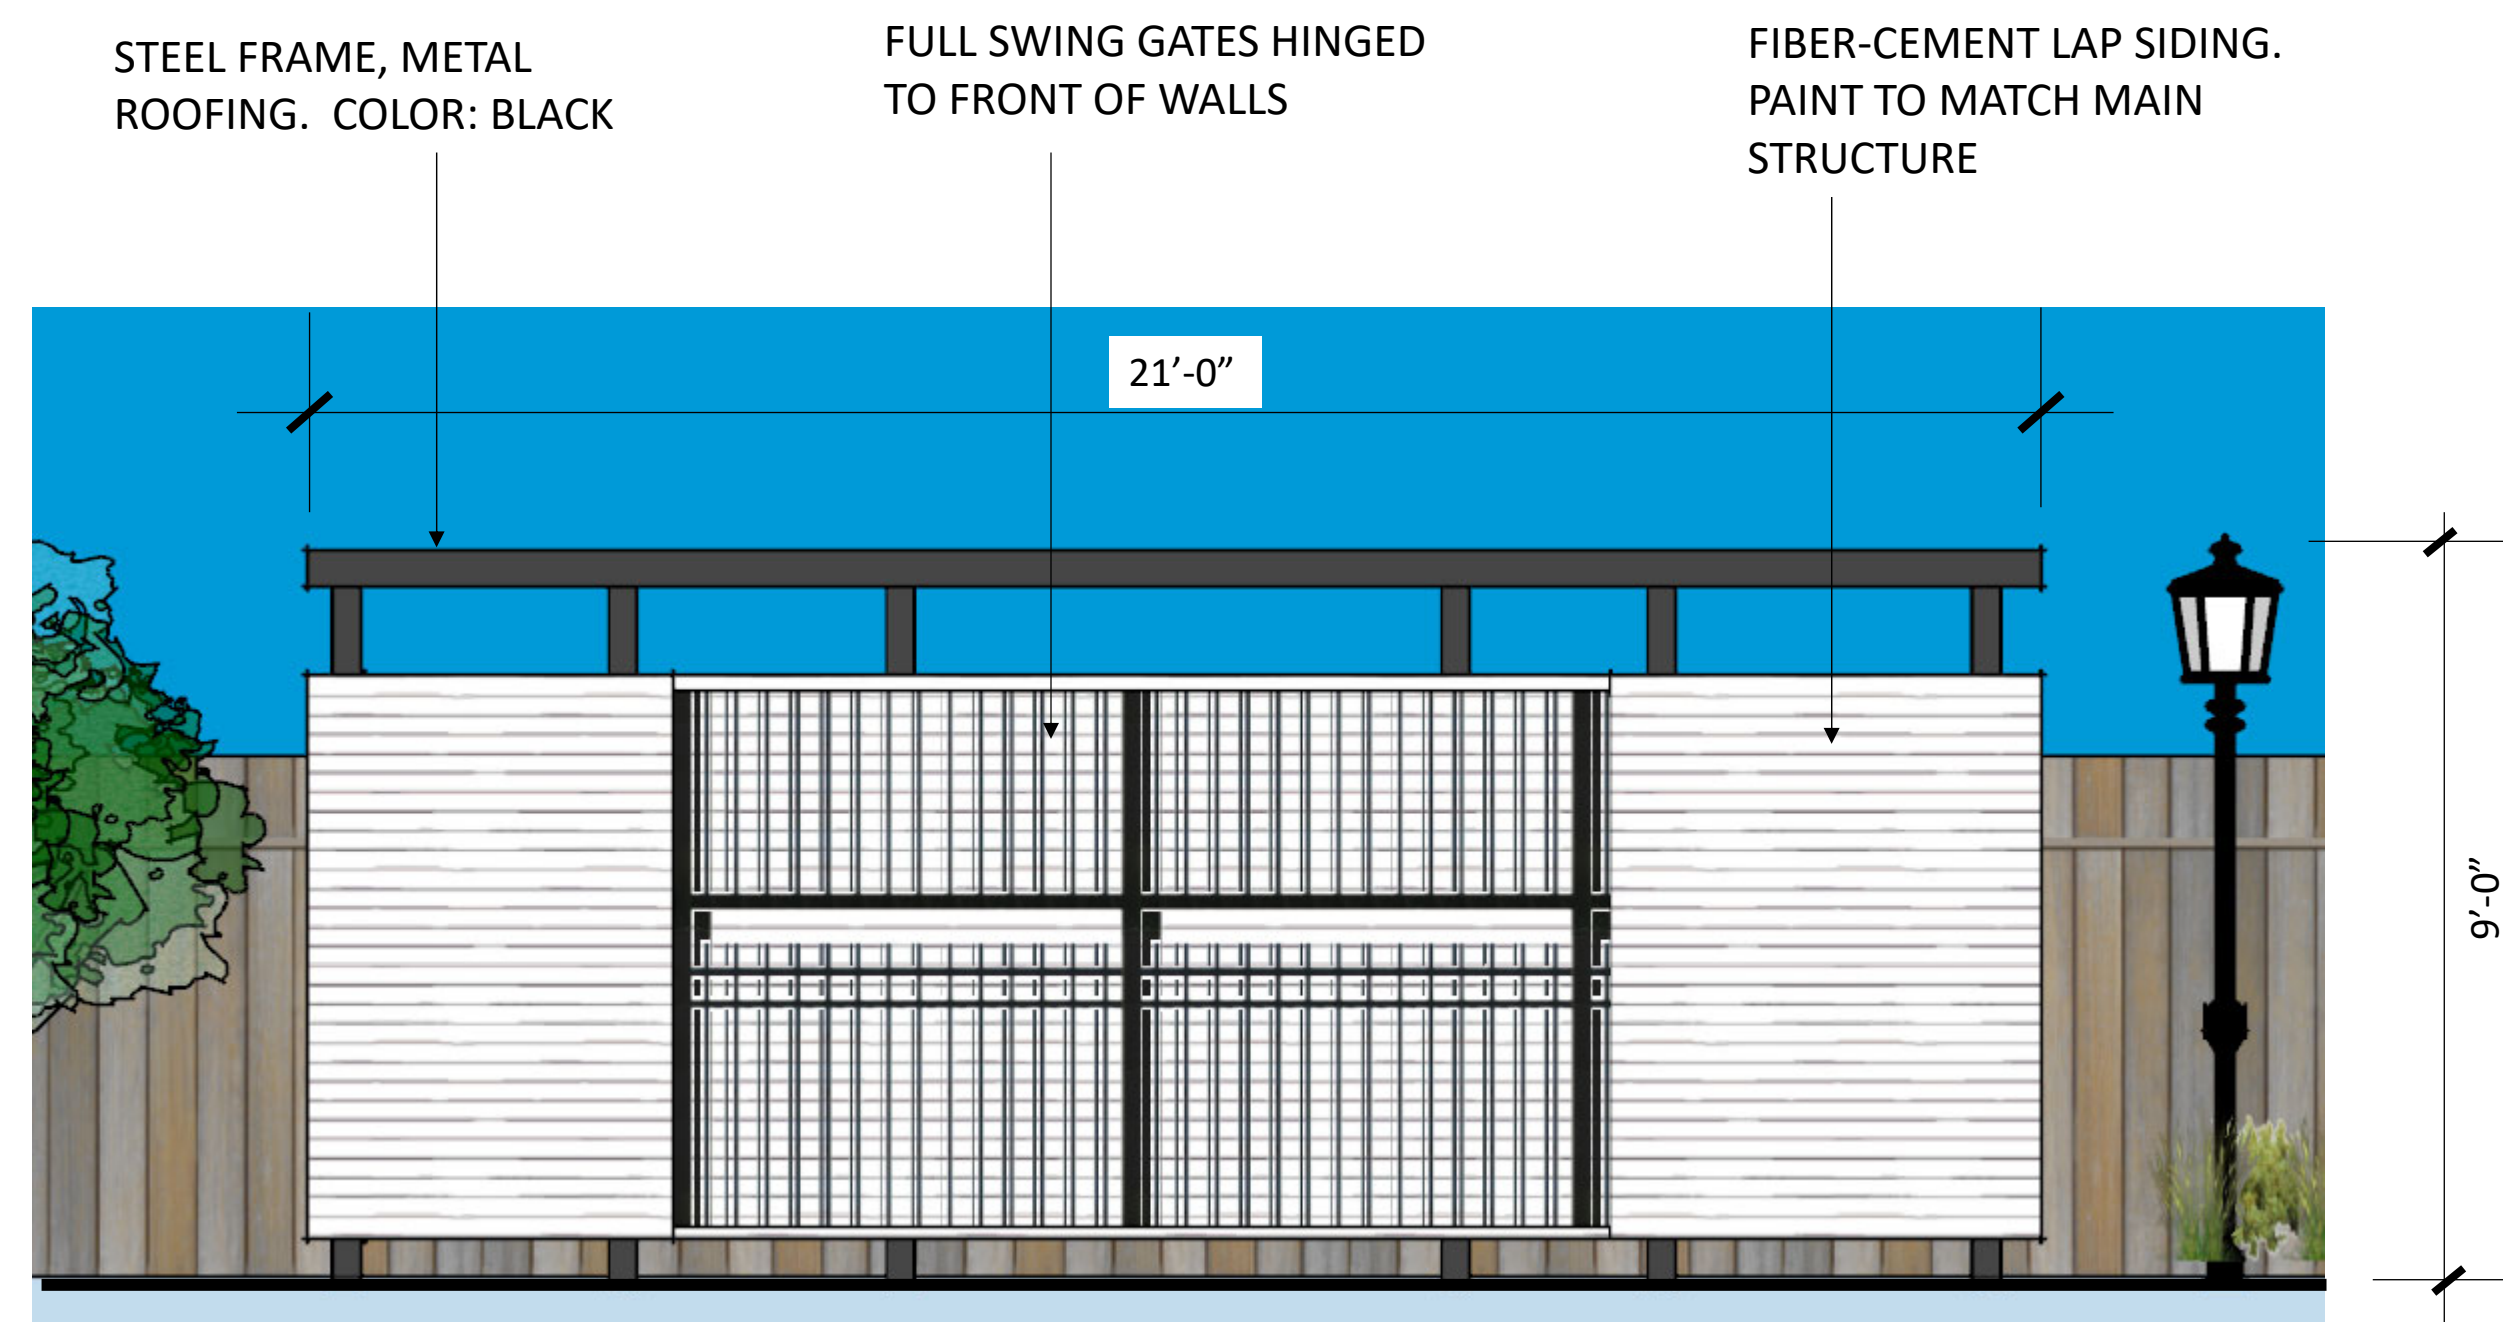 STEEL FRAME, METAL
ROOFING.  COLOR: BLACK
FULL SWING GATES HINGED
TO FRONT OF WALLS
FIBER-CEMENT LAP SIDING.
PAINT TO MATCH MAIN
STRUCTURE
21’-0”
9’-0”